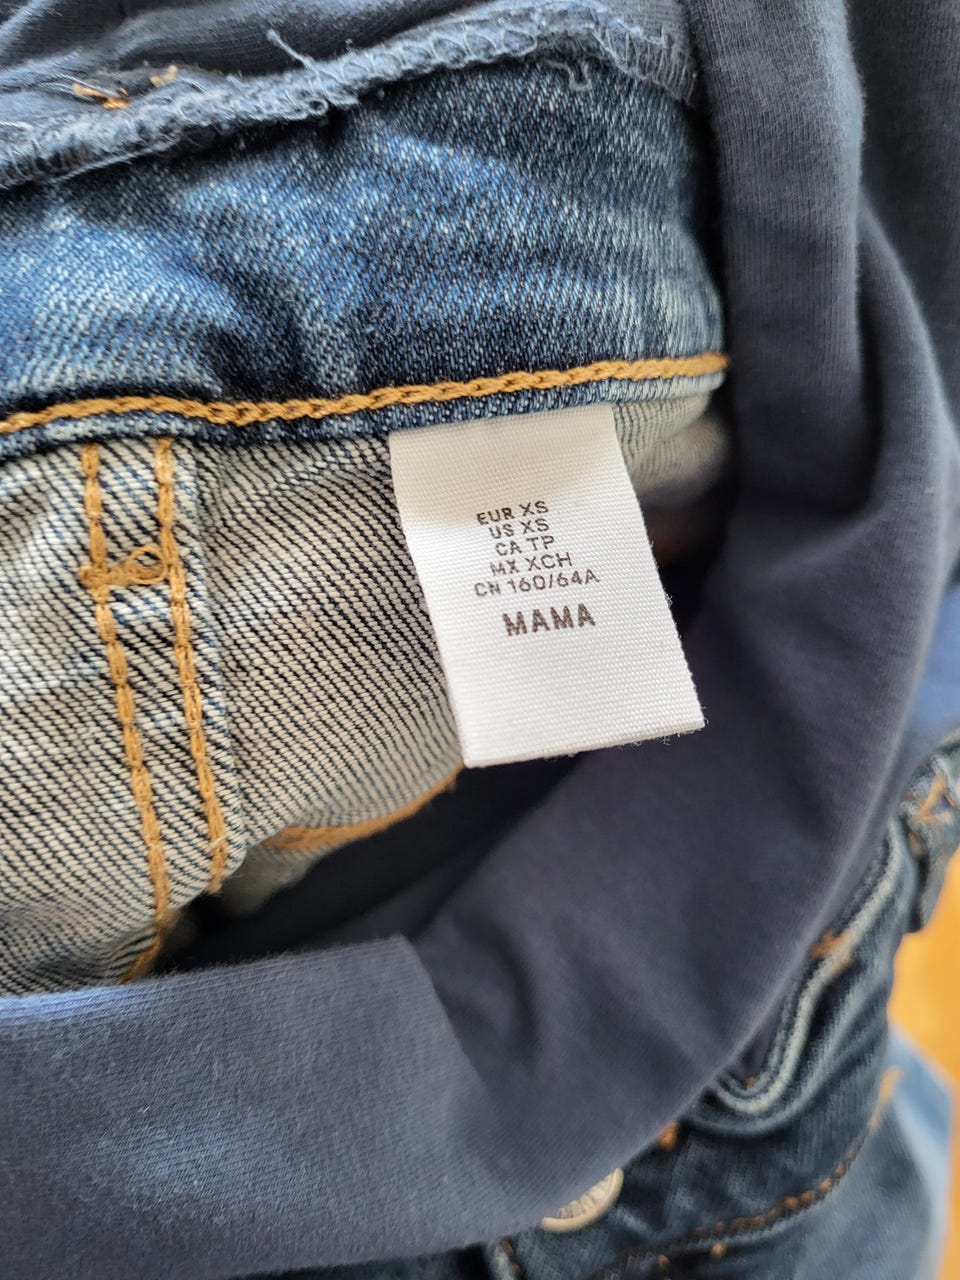 EUR XS
US XS
CA TP
MX XCH
CN 160/64A
MAMA